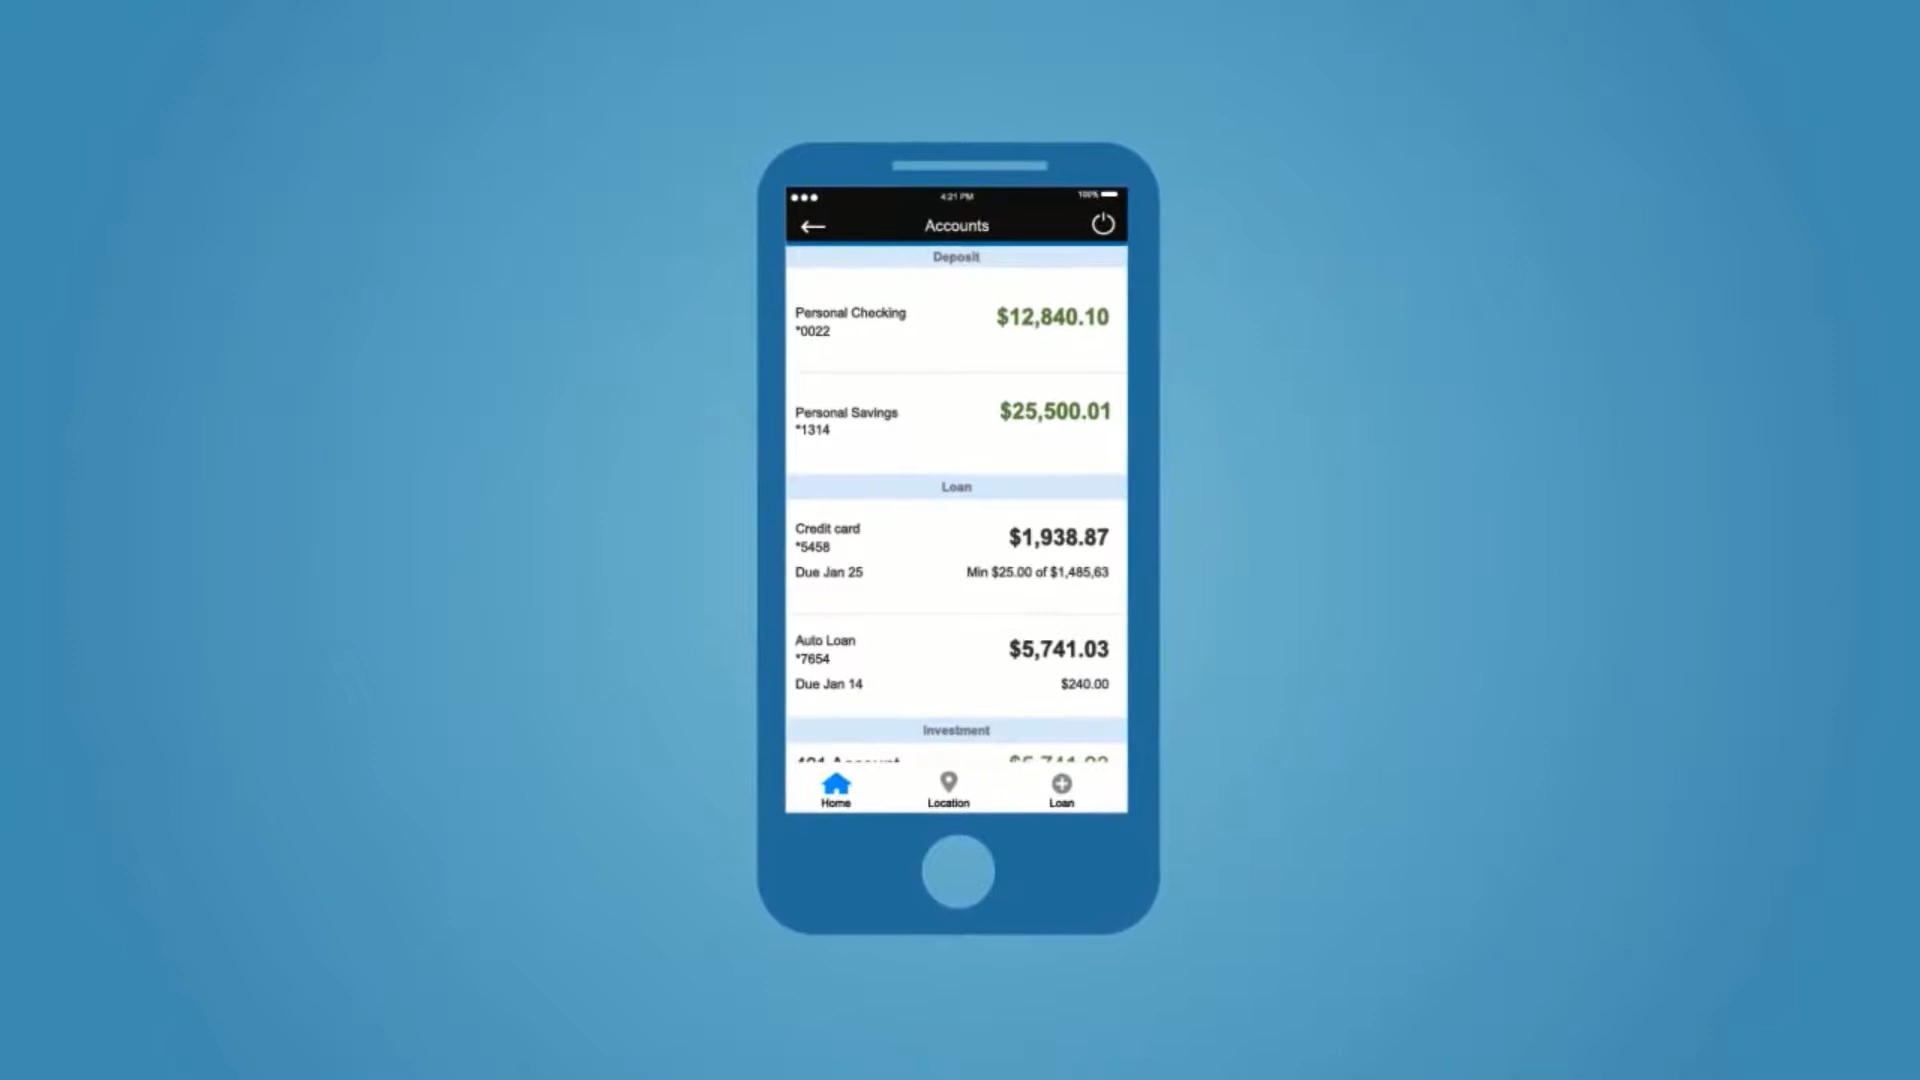 4:21 PM
100%
Accounts
Deposit
Personal Checking
$12,840.10
*0022
Personal Savings
$25,500.01
*1314
Loan
Credit card
$1,938.87
*5458
Due Jan 25
Min $25.00 of $1,485,63
Auto Loan
$5,741.03
*7654
Due Jan 14
$240.00
Investment
Home
Location
Loan